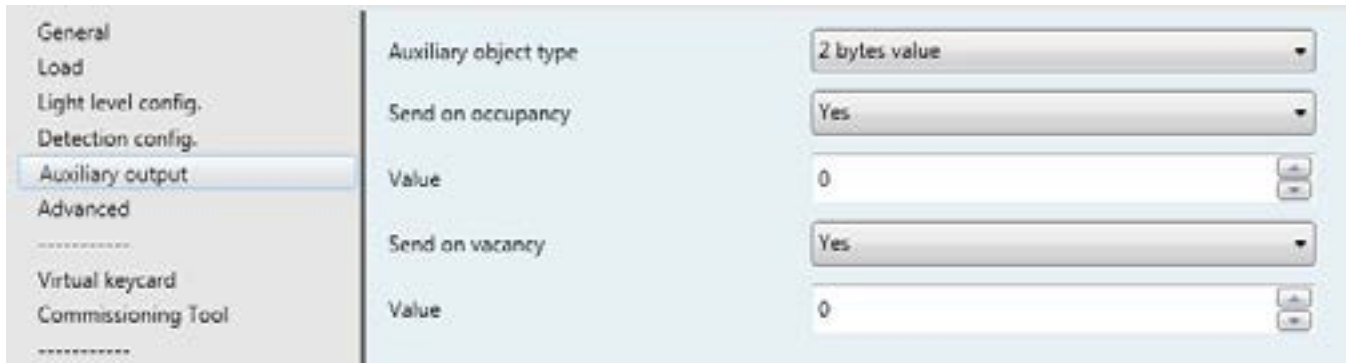 General
Load
Light level config.
Detection config.
Auxiliary output
Advanced
-----------
Virtual keycard
Commissioning Tool
-----------
Auxiliary object type
2 bytes value
Send on occupancy
Yes
Value
0
Send on vacancy
Yes
Value
0